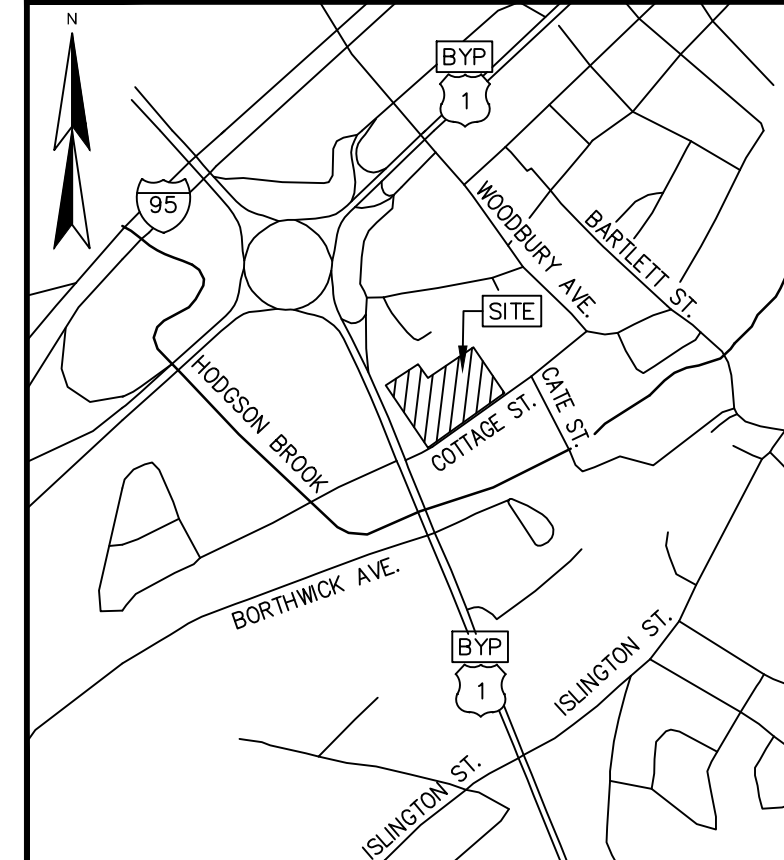 N
BYP
1
95
WOODBURY AVE.
BARTLETT ST.
SITE
HODGSON BROOK
CATE ST.
COTTAGE ST.
BORTHWICK AVE.
BYP
1
ISLINGTON ST.
ISLINGTON ST.